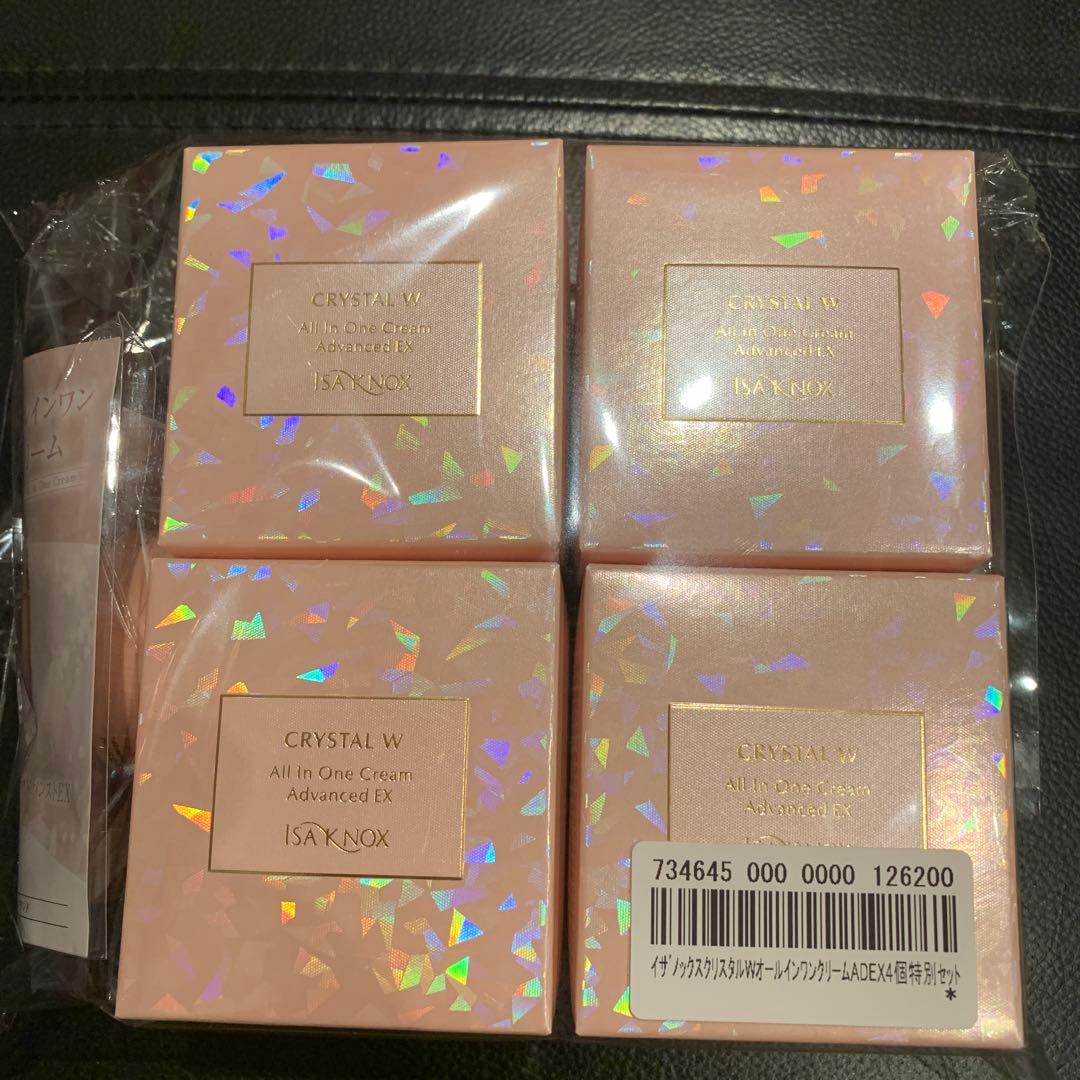 CRYSTAL W
All In One Cream
Advanced EX
ISA KNOX
CRYSTAL W
All In One Cream
Advanced EX
ISA KNOX
インワン
ーム
One Cream
CRYSTAL W
All In One Cream
Advanced EX
ISA KNOX
CRYSTAL W
All In One Cream
Advanced EX
734645 000 0000 126200
イザノックスクリスタルWオールインワンクリームADEX4個特別セット
*